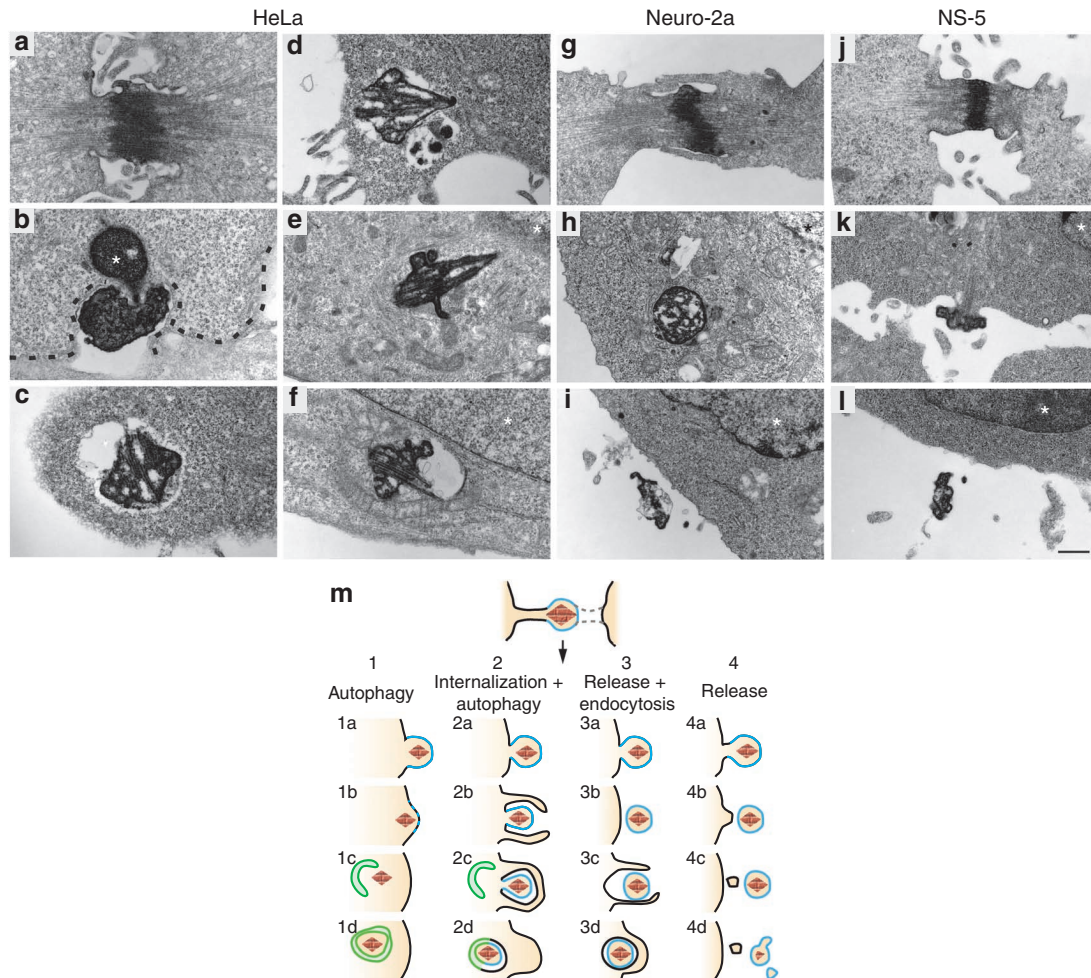 HeLa
Neuro-2a
NS-5
a
d
g
j
b
e
h
k
*
*
*
*
c
f
i
l
*
*
*
m
1
2
3
4
Autophagy
Internalization +
autophagy
Release +
endocytosis
Release
1a
2a
3a
4a
1b
2b
3b
4b
1c
2c
3c
4c
1d
2d
3d
4d